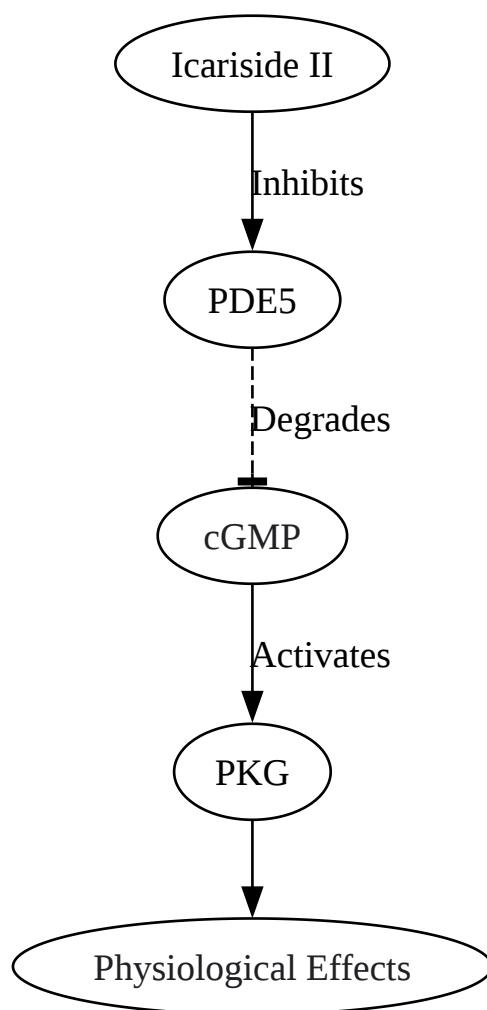 Icariside II
Inhibits
PDE5
Degrades
cGMP
Activates
PKG
Physiological Effects